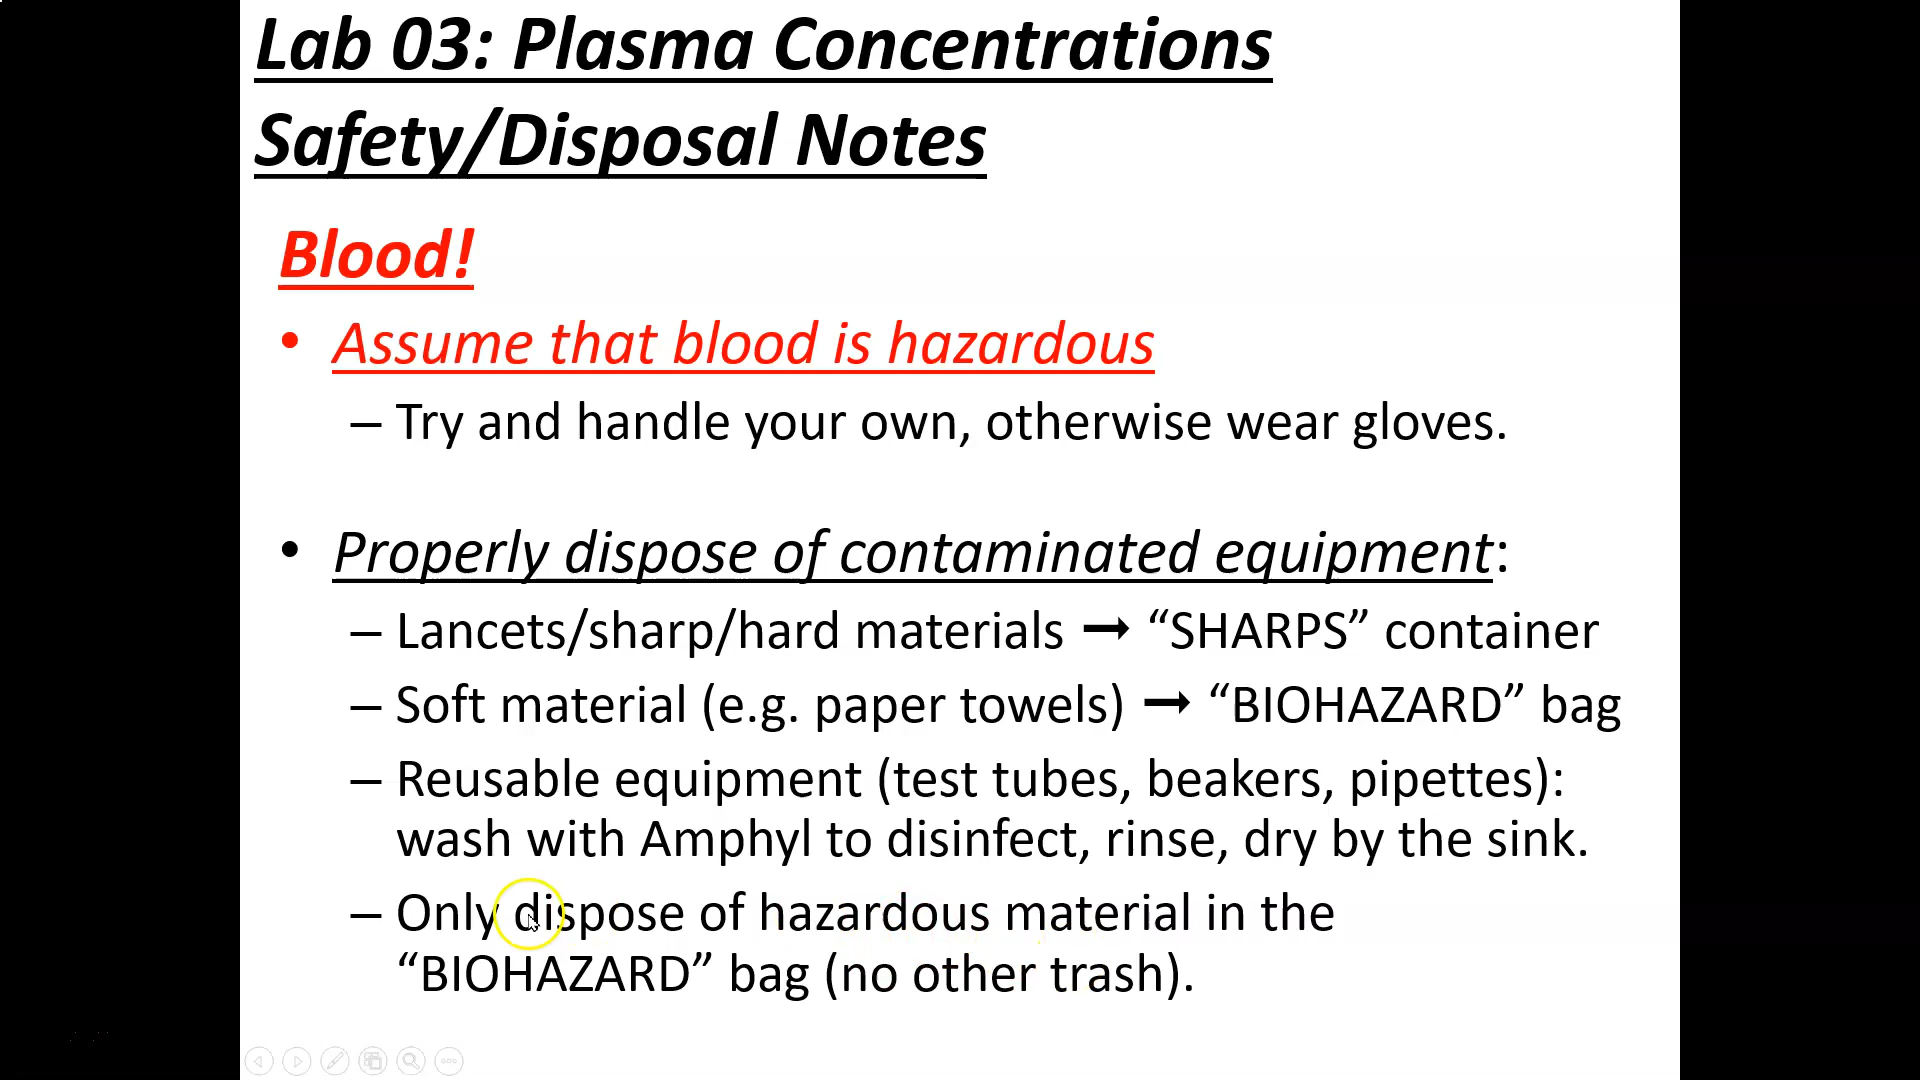 Lab 03: Plasma Concentrations
Safety/Disposal Notes
Blood!
• Assume that blood is hazardous
– Try and handle your own, otherwise wear gloves.
• Properly dispose of contaminated equipment:
– Lancets/sharp/hard materials → “SHARPS” container
– Soft material (e.g. paper towels) → “BIOHAZARD” bag
– Reusable equipment (test tubes, beakers, pipettes):
wash with Amphyl to disinfect, rinse, dry by the sink.
– Only dispose of hazardous material in the
“BIOHAZARD” bag (no other trash).